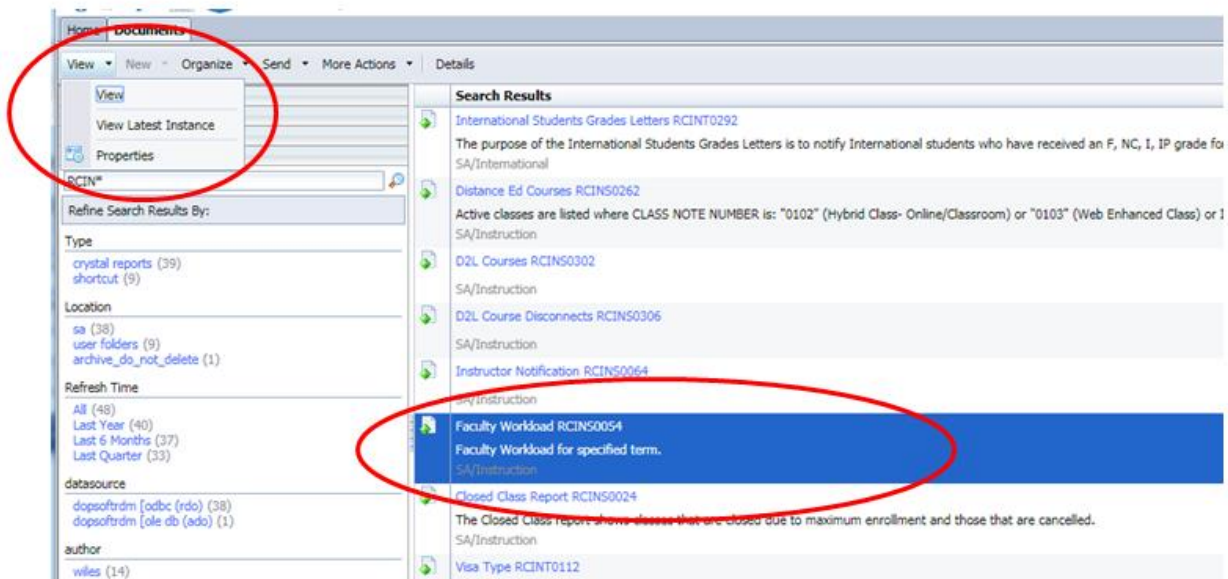 Home Documents
View New Organize Send More Actions Details
View
View Latest Instance
Properties
RCIN*
Refine Search Results By:
Type
crystal reports (39)
shortcut (9)
Location
sa (38)
user folders (9)
archive_do_not_delete (1)
Refresh Time
All (48)
Last Year (40)
Last 6 Months (37)
Last Quarter (33)
datasource
dopsoftrdm [odbc (rdo) (38)
dopsoftrdm [ole db (ado) (1)
author
wiles (14)
Search Results
International Students Grades Letters RCINT0292
The purpose of the International Students Grades Letters is to notify International students who have received an F, NC, I, IP grade fo
SA/International
Distance Ed Courses RCINS0262
Active classes are listed where CLASS NOTE NUMBER is: "0102" (Hybrid Class- Online/Classroom) or "0103" (Web Enhanced Class) or
SA/Instruction
D2L Courses RCINS0302
SA/Instruction
D2L Course Disconnects RCINS0306
SA/Instruction
Instructor Notification RCINS0064
SA/Instruction
Faculty Workload RCINS0054
Faculty Workload for specified term.
SA/Instruction
Closed Class Report RCINS0024
The Closed Class report shows classes that are closed due to maximum enrollment and those that are cancelled.
SA/Instruction
Visa Type RCINT0112